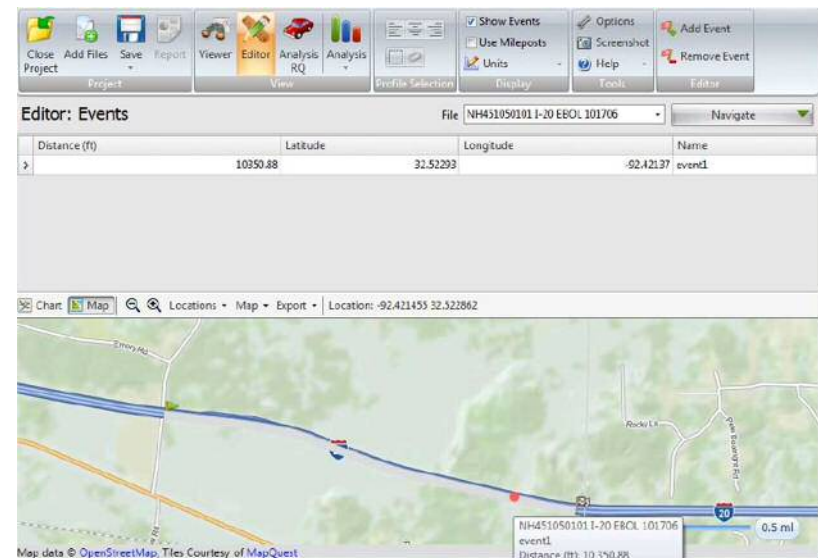 Close Project
Add Files
Save
Report
Viewer
Editor
Analysis RQ
Analysis
Show Events
Use Mileposts
Units
Options
Screenshot
Help
Add Event
Remove Event
Project
View
Profile Selection
Display
Tools
Editor
Editor: Events
File NH451050101 I-20 EBOL 101706
Navigate
Distance (ft) Latitude Longitude Name
10350.88 32.52293 -92.42137 event1
Chart Map Locations Map Export Location: -92.421455 32.522862
Rocky Ln
20
NH451050101 I-20 EBOL 101706
0.5 mi
event1
Distance (ft): 10,350.88
Map data © OpenStreetMap, Tiles Courtesy of MapQuest